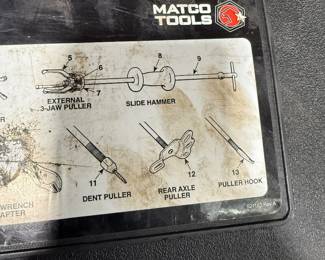 MATCO
TOOLS
5
6
7
8
9
EXTERNAL
3-JAW PULLER
SLIDE HAMMER
11
12
13
DENT PULLER
REAR AXLE
PULLER
PULLER HOOK
WRENCH